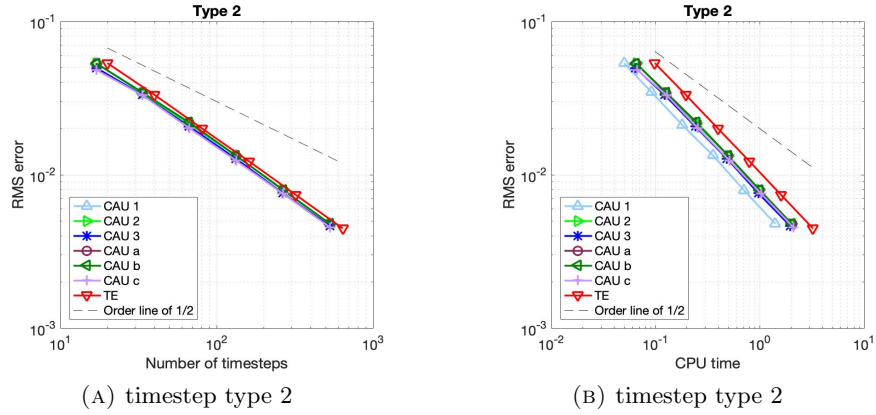 Type 2
10^-1
10^-2
10^-3
RMS error
CAU 1
CAU 2
CAU 3
CAU a
CAU b
CAU c
TE
Order line of 1/2
10^1
10^2
10^3
Number of timesteps
(A) timestep type 2
Type 2
10^-1
10^-2
10^-3
RMS error
CAU 1
CAU 2
CAU 3
CAU a
CAU b
CAU c
TE
Order line of 1/2
10^-2
10^-1
10^0
10^1
CPU time
(B) timestep type 2